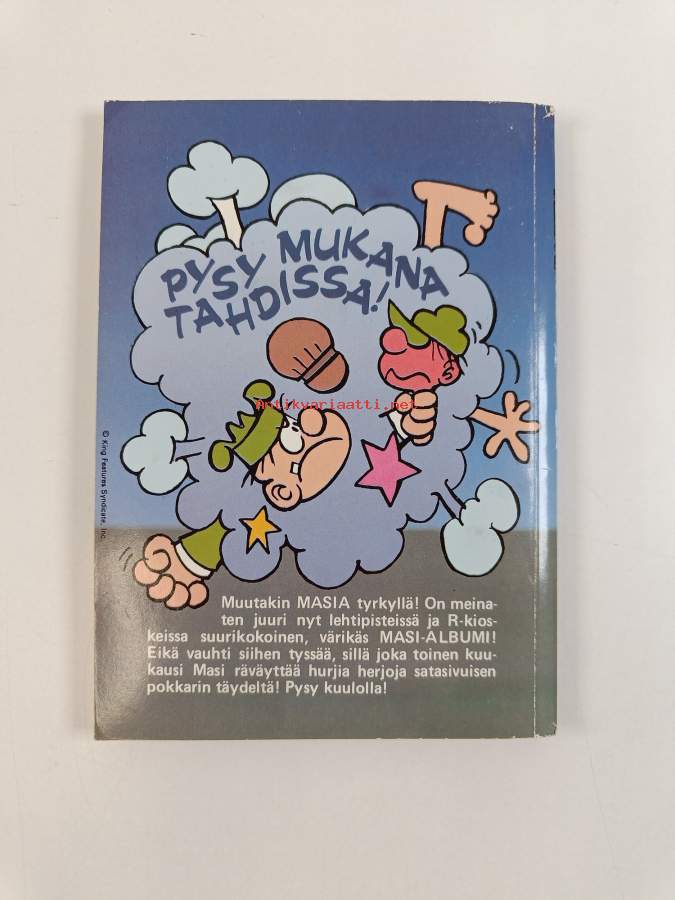 PYSY MUKANA
TAHDISSA!
Antikvariaatti.net
© King Features Syndicate, Inc.
Muutakin MASIA tyrkyllä! On meina-
ten juuri nyt lehtipisteissä ja R-kios-
keissa suurikokoinen, värikäs MASI-ALBUMI!
Eikä vauhti siihen tyssää, sillä joka toinen kuu-
kausi Masi räväyttää hurjia herjoja satasivuisen
pokkarin täydeltä! Pysy kuulolla!